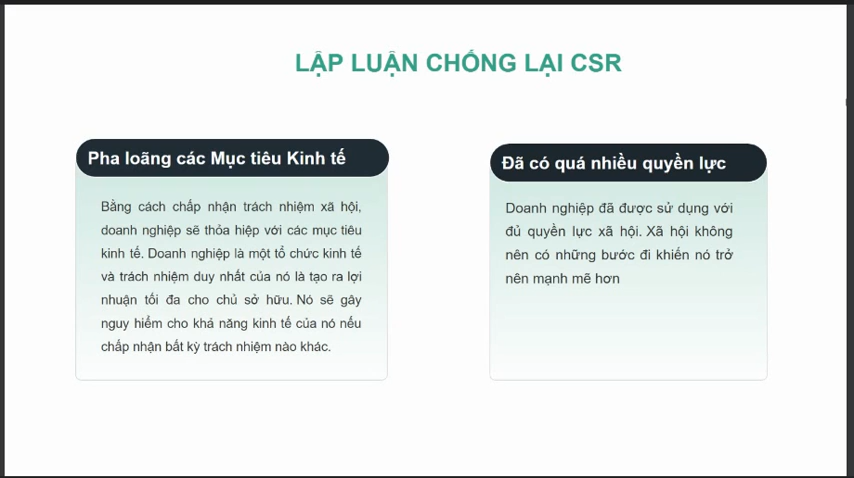 LẬP LUẬN CHỐNG LẠI CSR
Pha loãng các Mục tiêu Kinh tế
Bằng cách chấp nhận trách nhiệm xã hội,
doanh nghiệp sẽ thỏa hiệp với các mục tiêu
kinh tế. Doanh nghiệp là một tổ chức kinh tế
và trách nhiệm duy nhất của nó là tạo ra lợi
nhuận tối đa cho chủ sở hữu. Nó sẽ gây
nguy hiểm cho khả năng kinh tế của nó nếu
chấp nhận bất kỳ trách nhiệm nào khác.
Đã có quá nhiều quyền lực
Doanh nghiệp đã được sử dụng với
đủ quyền lực xã hội. Xã hội không
nên có những bước đi khiến nó trở
nên mạnh mẽ hơn